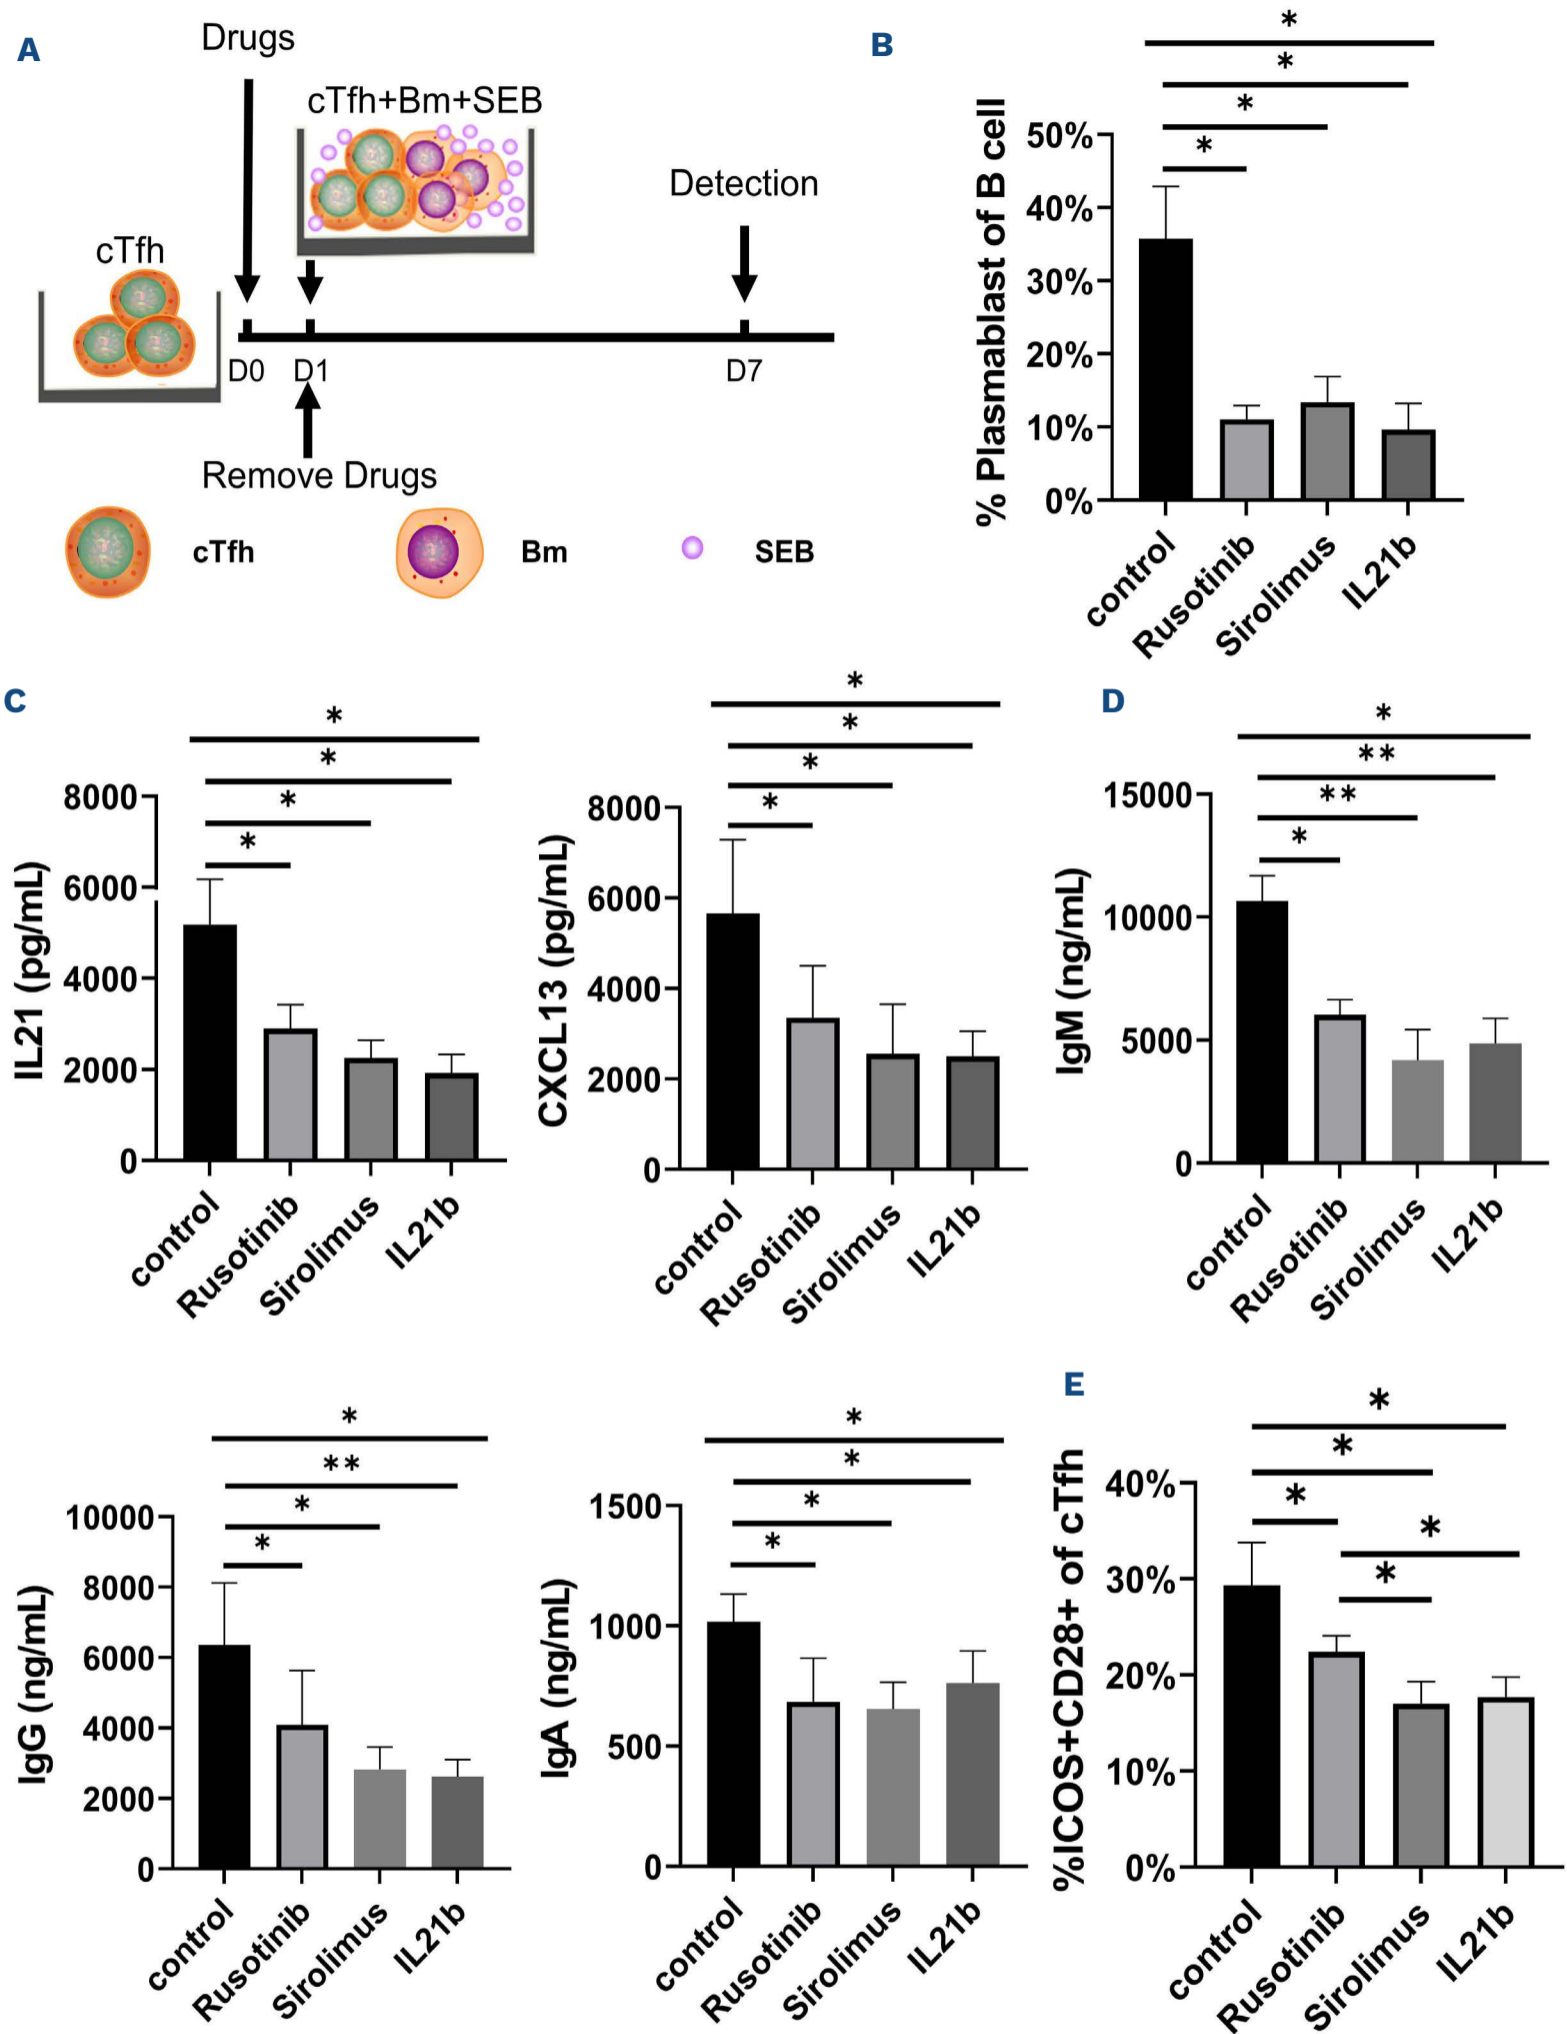 A
Drugs
cTfh+Bm+SEB
Detection
cTfh
D0
D1
D7
Remove Drugs
cTfh
Bm
SEB
B
*
*
*
*
% Plasmablast of B cell
50%
40%
30%
20%
10%
0%
control
Rusotinib
Sirolimus
IL21b
C
*
*
*
*
IL21 (pg/mL)
8000
6000
4000
2000
0
control
Rusotinib
Sirolimus
IL21b
*
*
*
*
CXCL13 (pg/mL)
8000
6000
4000
2000
0
control
Rusotinib
Sirolimus
IL21b
D
*
**
**
*
IgM (ng/mL)
15000
10000
5000
0
control
Rusotinib
Sirolimus
IL21b
*
**
*
*
IgG (ng/mL)
10000
8000
6000
4000
2000
0
control
Rusotinib
Sirolimus
IL21b
*
*
*
*
IgA (ng/mL)
1500
1000
500
0
control
Rusotinib
Sirolimus
IL21b
E
*
*
*
*
*
%ICOS+CD28+ of cTfh
40%
30%
20%
10%
0%
control
Rusotinib
Sirolimus
IL21b